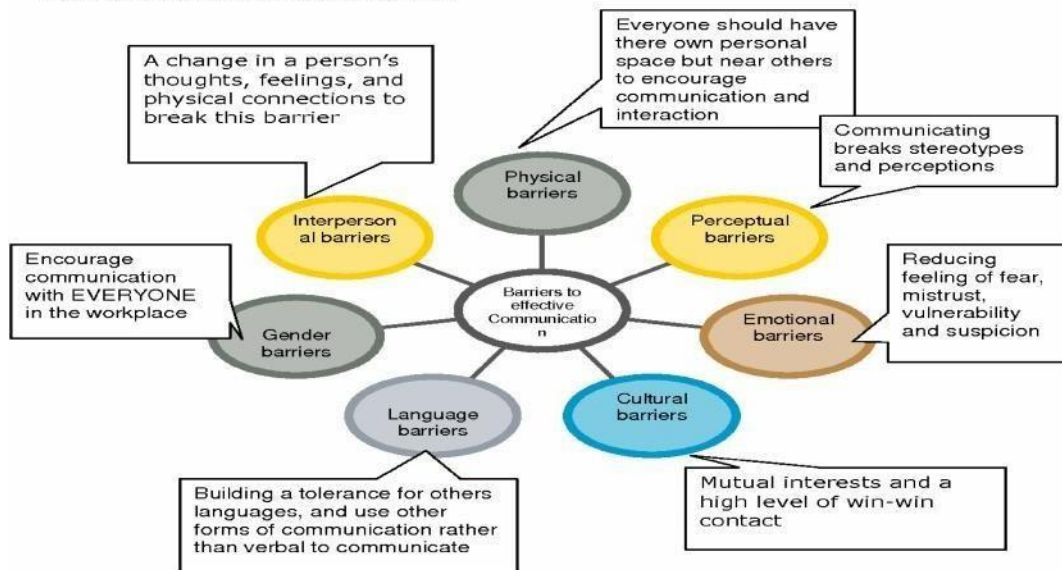 A change in a person's
thoughts, feelings, and
physical connections to
break this barrier
Everyone should have
there own personal
space but near others
to encourage
communication and
interaction
Communicating
breaks stereotypes
and perceptions
Physical
barriers
Interperson
al barriers
Perceptual
barriers
Encourage
communication
with EVERYONE
in the workplace
Reducing
feeling of fear,
mistrust,
vulnerability
and suspicion
Barriers to
effective
Communicatio
n
Gender
barriers
Emotional
barriers
Language
barriers
Cultural
barriers
Building a tolerance for others
languages, and use other
forms of communication rather
than verbal to communicate
Mutual interests and a
high level of win-win
contact